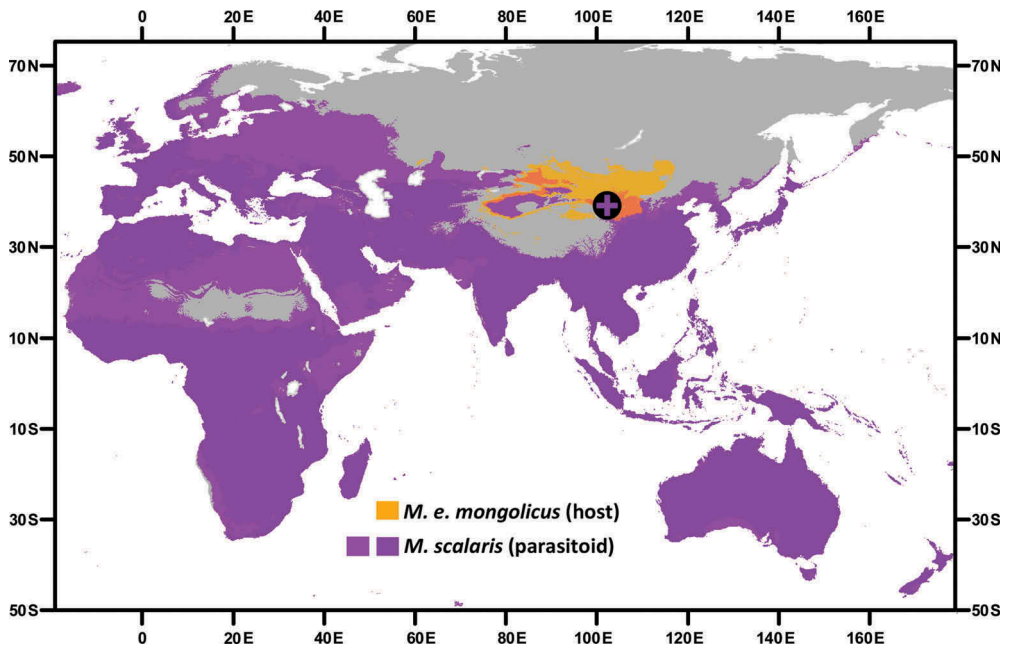 0 20E 40E 60E 80E 100E 120E 140E 160E
70N 70N
50N 50N
30N 30N
10N 10N
10S 10S
M. e. mongolicus (host)
30S 30S
M. scalaris (parasitoid)
50S 50S
0 20E 40E 60E 80E 100E 120E 140E 160E